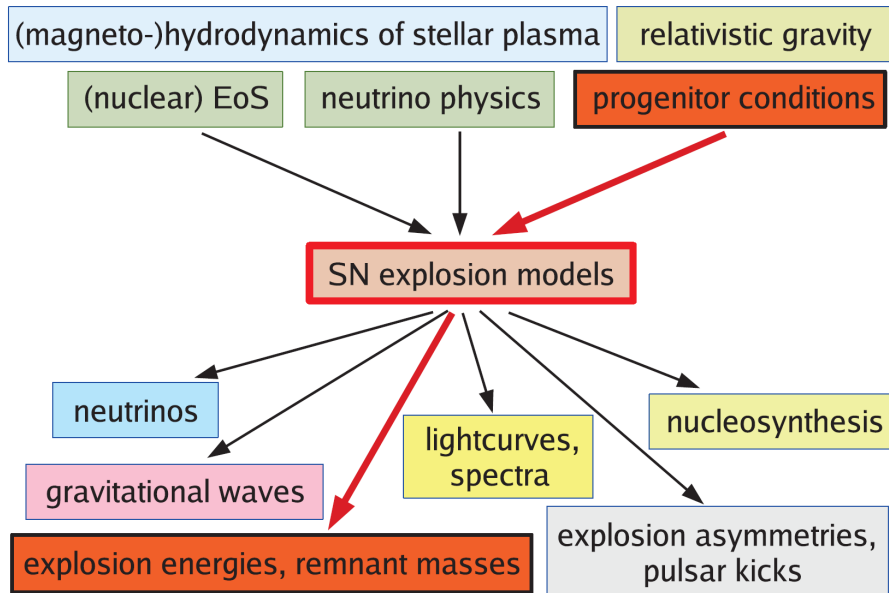 (magneto-)hydrodynamics of stellar plasma
relativistic gravity
(nuclear) EoS
neutrino physics
progenitor conditions
SN explosion models
neutrinos
lightcurves,
spectra
nucleosynthesis
gravitational waves
explosion energies, remnant masses
explosion asymmetries,
pulsar kicks